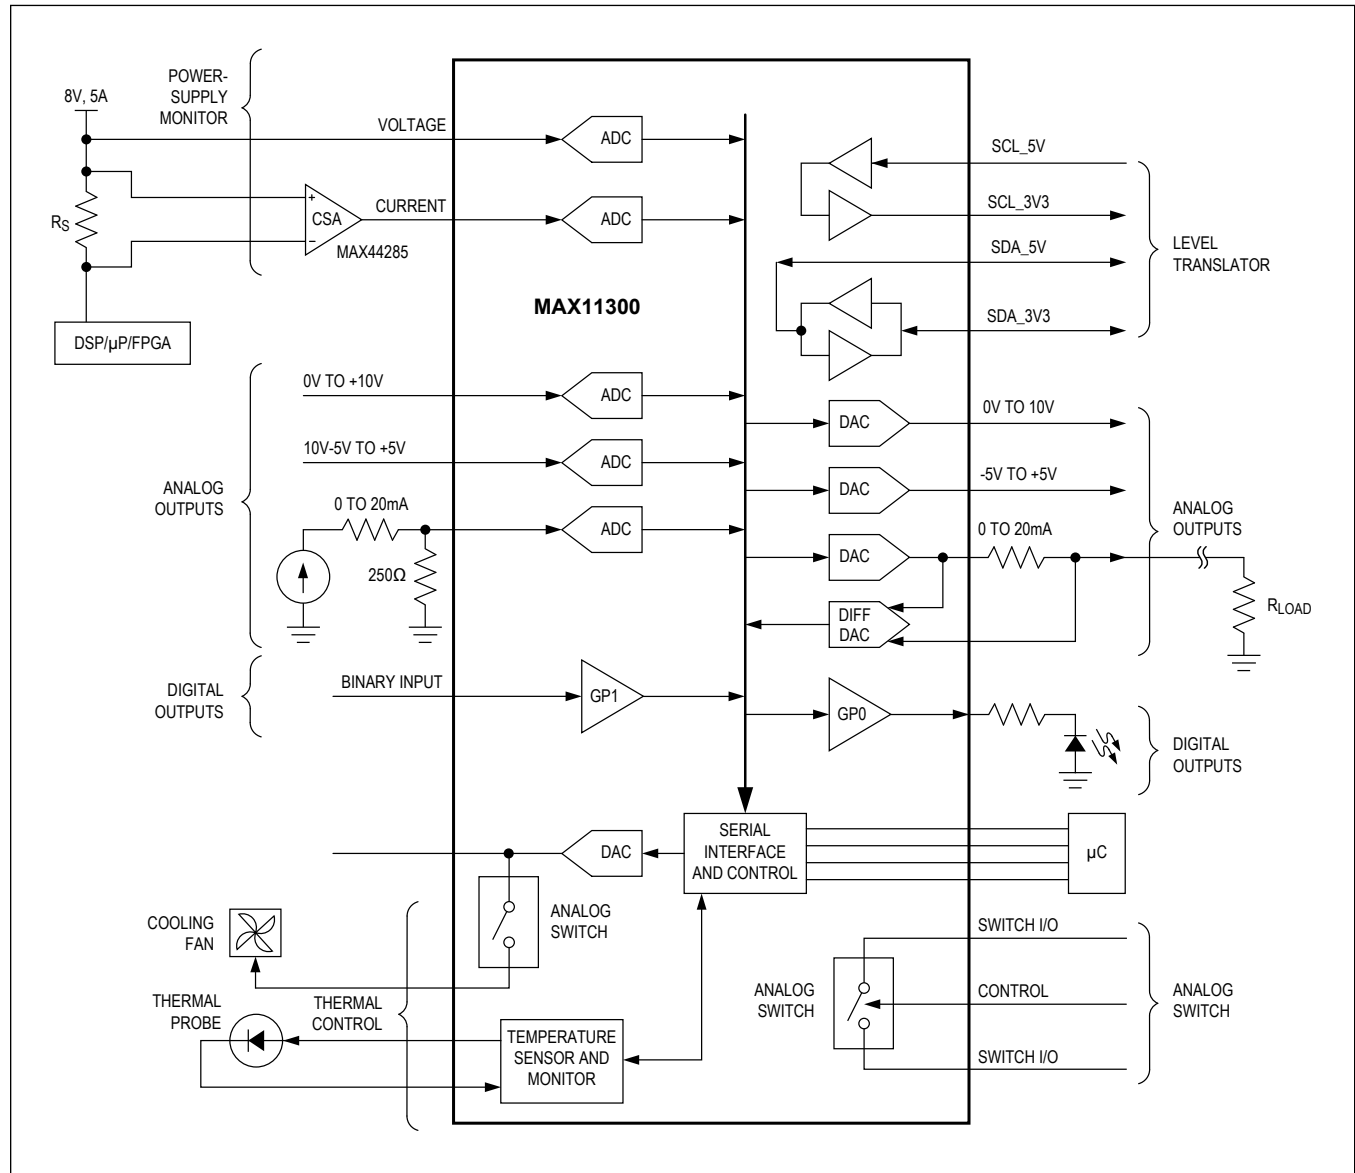 POWER-
SUPPLY
MONITOR
8V, 5A
VOLTAGE
ADC
RS
+
CSA
−
MAX44285
CURRENT
ADC
DSP/µP/FPGA
MAX11300
SCL_5V
SCL_3V3
SDA_5V
SDA_3V3
LEVEL
TRANSLATOR
ANALOG
OUTPUTS
0V TO +10V
ADC
10V-5V TO +5V
ADC
0 TO 20mA
ADC
250Ω
DAC
0V TO 10V
DAC
-5V TO +5V
DAC
0 TO 20mA
DIFF
DAC
ANALOG
OUTPUTS
RLOAD
DIGITAL
OUTPUTS
BINARY INPUT
GP1
GP0
DIGITAL
OUTPUTS
DAC
SERIAL
INTERFACE
AND CONTROL
µC
COOLING
FAN
ANALOG
SWITCH
THERMAL
PROBE
THERMAL
CONTROL
TEMPERATURE
SENSOR AND
MONITOR
ANALOG
SWITCH
SWITCH I/O
CONTROL
SWITCH I/O
ANALOG
SWITCH